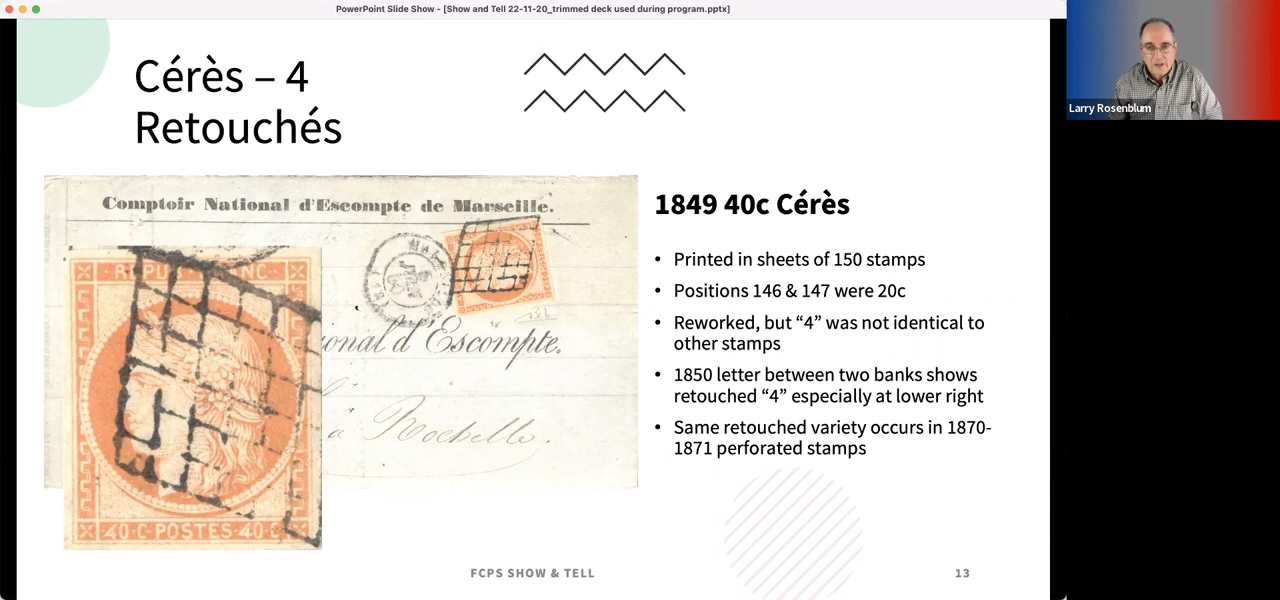 PowerPoint Slide Show - [Show and Tell 22-11-20_trimmed deck used during program.pptx]
Cérès – 4
Retouchés
Larry Rosenblum
Comptoir National d'Escompte de Marseille.
1849 40c Cérès
• Printed in sheets of 150 stamps
• Positions 146 & 147 were 20c
• Reworked, but “4” was not identical to
other stamps
• 1850 letter between two banks shows
retouched “4” especially at lower right
• Same retouched variety occurs in 1870-
1871 perforated stamps
d'Escompte.
à Rochelle.
40·C·POSTES·40·C
FCPS SHOW & TELL
13